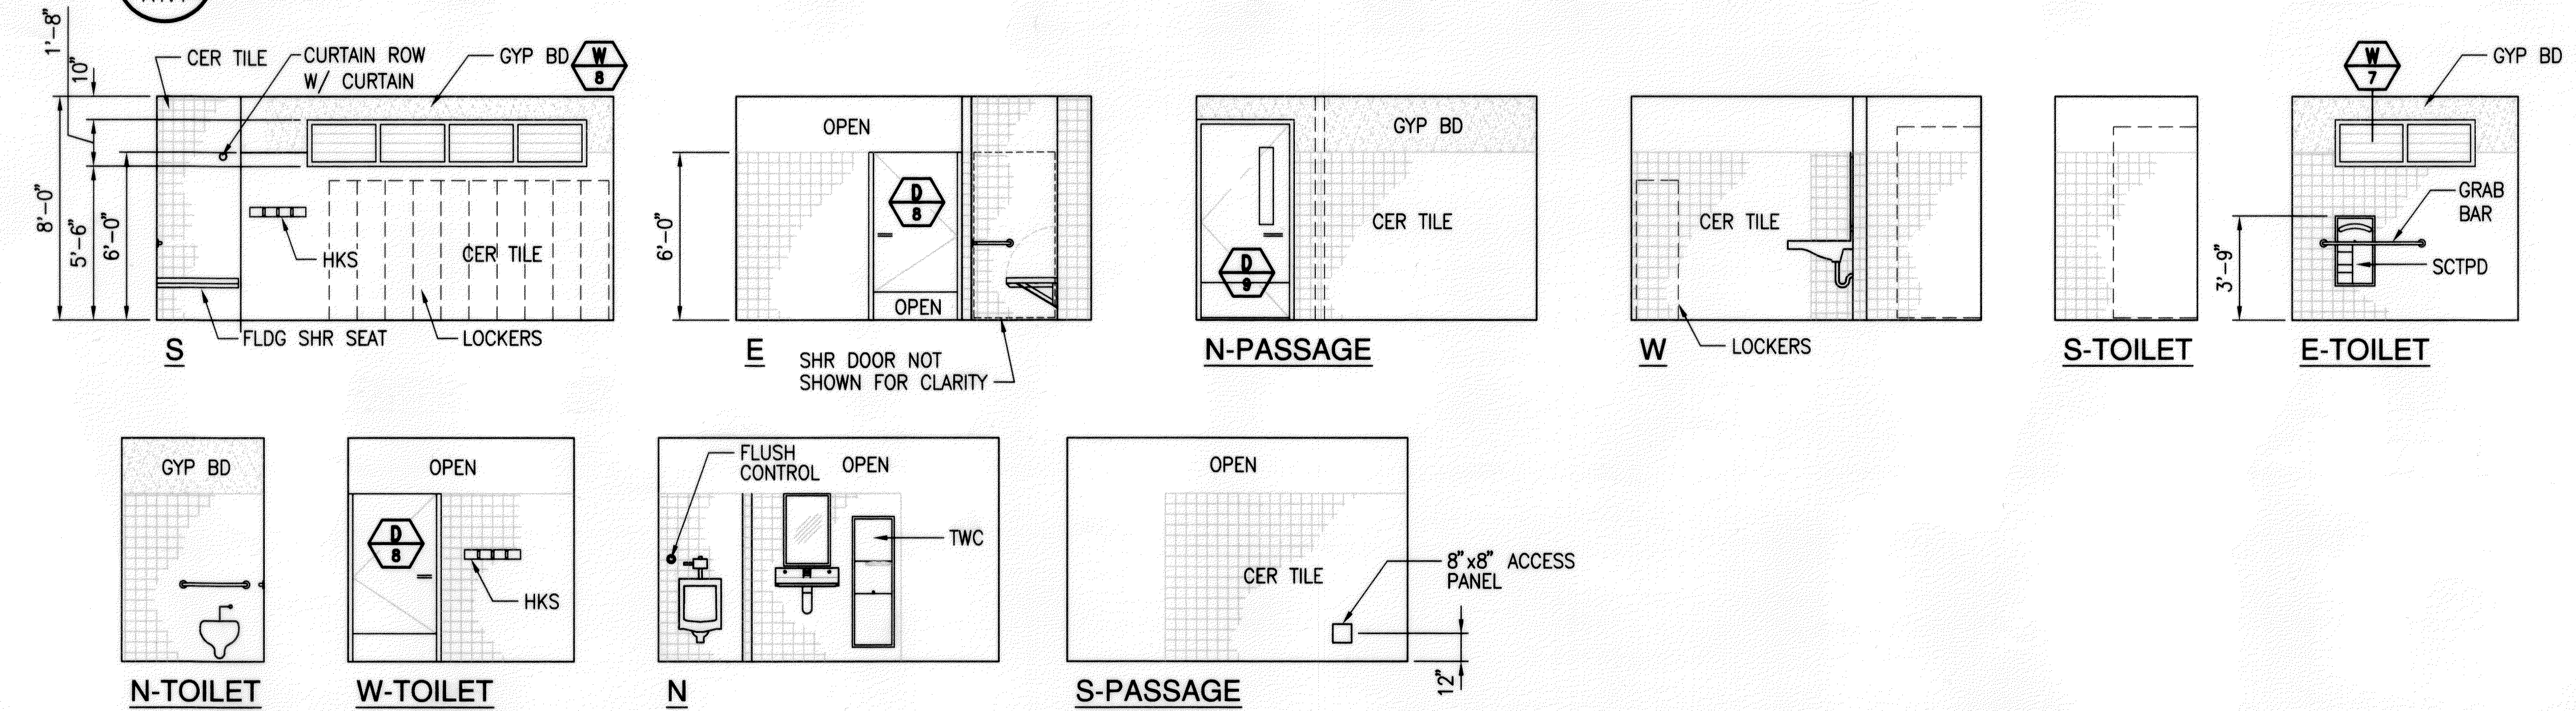 1'-8"
10"
CER TILE
CURTAIN ROW
W/ CURTAIN
GYP BD
W
8
8'-0"
5'-6"
6'-0"
HKS
CER TILE
FLDG SHR SEAT
LOCKERS
S
OPEN
6'-0"
D
8
OPEN
E
SHR DOOR NOT
SHOWN FOR CLARITY
GYP BD
CER TILE
D
9
N-PASSAGE
CER TILE
W
LOCKERS
S-TOILET
W
7
GYP BD
GRAB
BAR
SCTPD
3'-9"
E-TOILET
GYP BD
N-TOILET
OPEN
D
8
HKS
W-TOILET
FLUSH
CONTROL
OPEN
TWC
N
OPEN
CER TILE
8"x8" ACCESS
PANEL
12"
S-PASSAGE